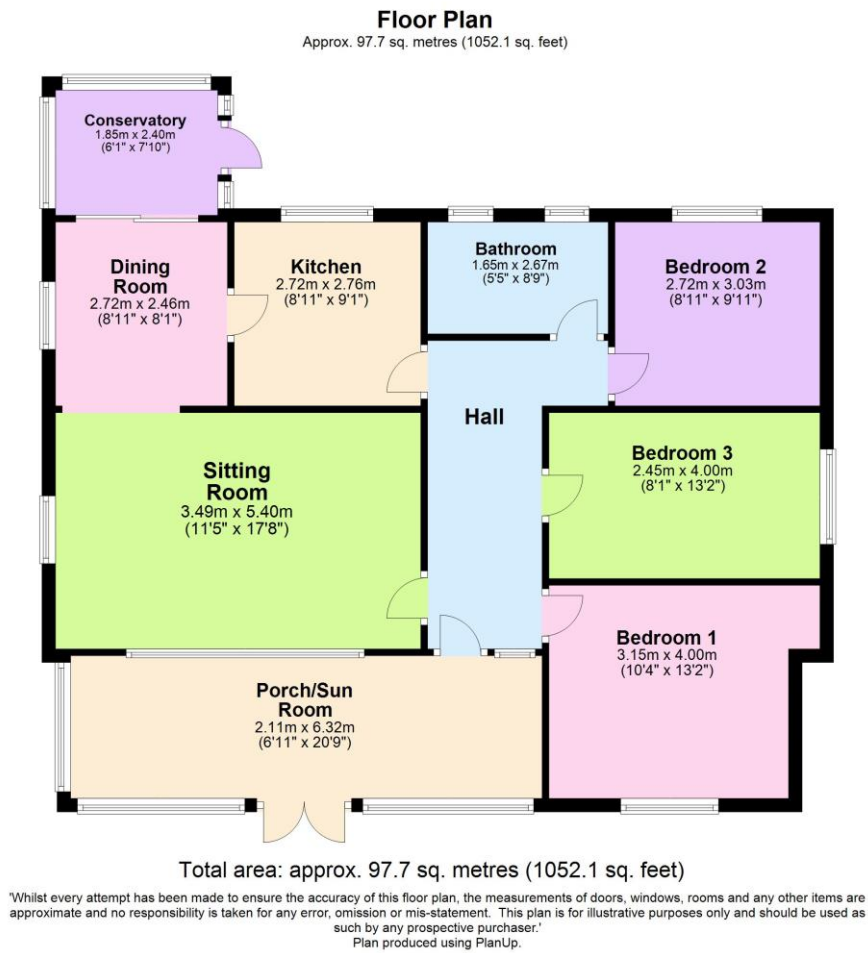 Floor Plan
Approx. 97.7 sq. metres (1052.1 sq. feet)
Conservatory
1.85m x 2.40m
(6'1" x 7'10")
Dining
Room
2.72m x 2.46m
(8'11" x 8'1")
Kitchen
2.72m x 2.76m
(8'11" x 9'1")
Bathroom
1.65m x 2.67m
(5'5" x 8'9")
Bedroom 2
2.72m x 3.03m
(8'11" x 9'11")
Hall
Sitting
Room
3.49m x 5.40m
(11'5" x 17'8")
Bedroom 3
2.45m x 4.00m
(8'1" x 13'2")
Bedroom 1
3.15m x 4.00m
(10'4" x 13'2")
Porch/Sun
Room
2.11m x 6.32m
(6'11" x 20'9")
Total area: approx. 97.7 sq. metres (1052.1 sq. feet)
'Whilst every attempt has been made to ensure the accuracy of this floor plan, the measurements of doors, windows, rooms and any other items are
approximate and no responsibility is taken for any error, omission or mis-statement. This plan is for illustrative purposes only and should be used as
such by any prospective purchaser.'
Plan produced using PlanUp.